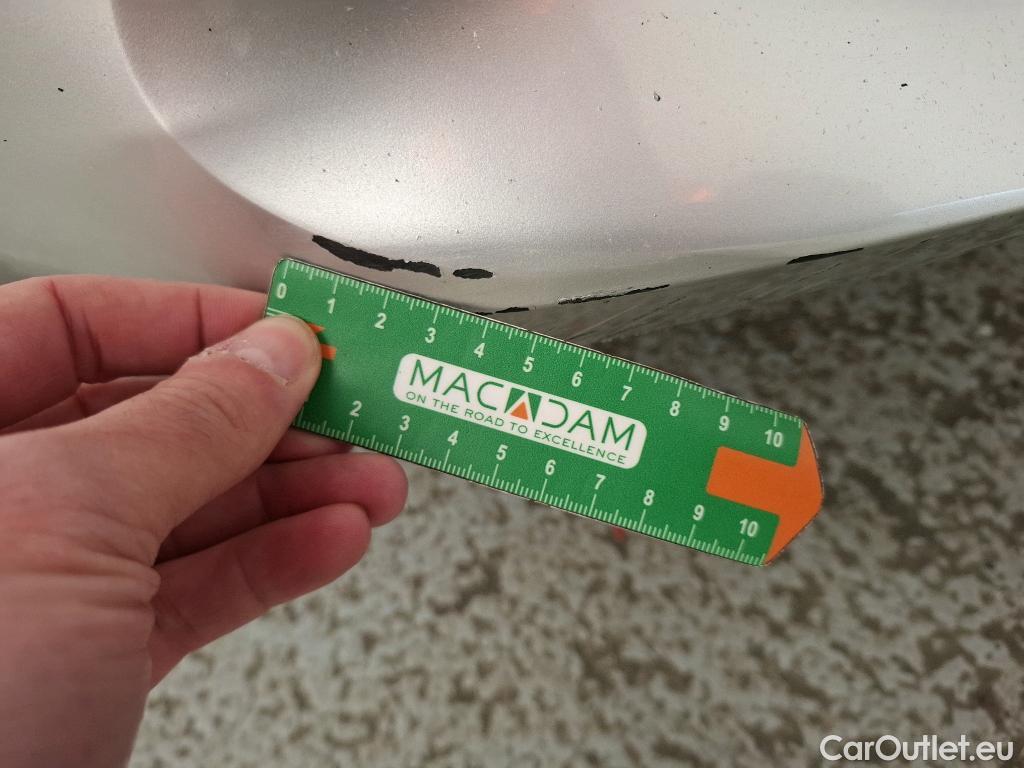 0 1 2 3 4 5 6 7 8 9 10
MACADAM
ON THE ROAD TO EXCELLENCE
2 3 4 5 6 7 8 9 10
CarOutlet.eu